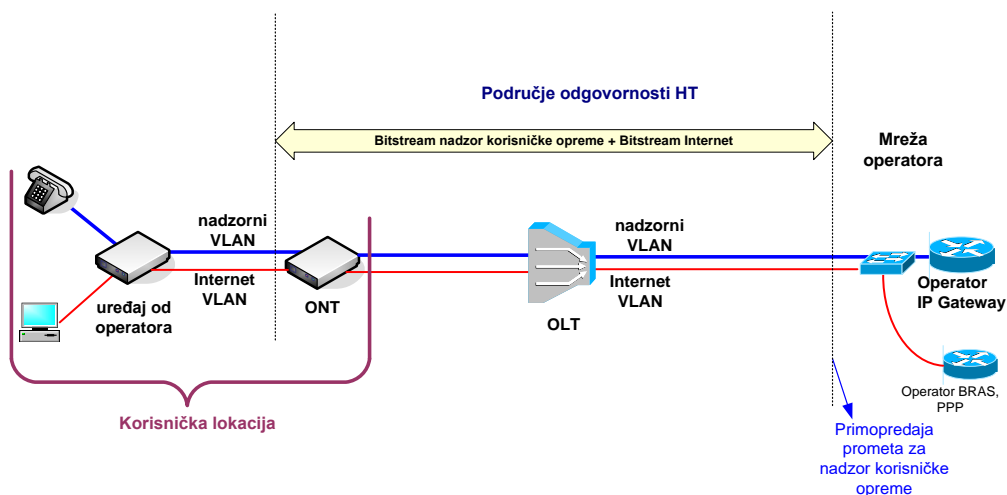 Područje odgovornosti HT
Bitstream nadzor korisničke opreme + Bitstream Internet
Mreža
operatora
nadzorni
VLAN
Internet
VLAN
uređaj od
operatora
ONT
OLT
nadzorni
VLAN
Internet
VLAN
Operator
IP Gateway
Operator BRAS,
PPP
Korisnička lokacija
Primopredaja
prometa za
nadzor korisničke
opreme